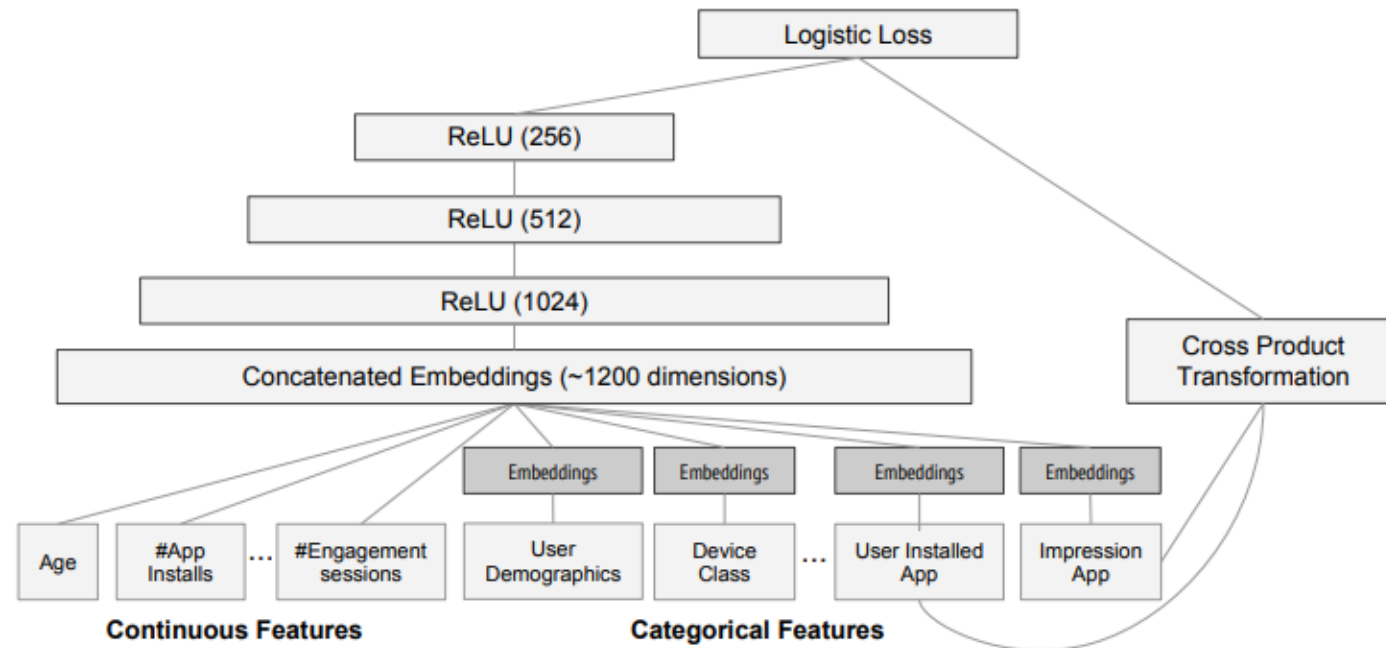 Logistic Loss
ReLU (256)
ReLU (512)
ReLU (1024)
Concatenated Embeddings (~1200 dimensions)
Cross Product
Transformation
Embeddings
Embeddings
Embeddings
Embeddings
Age
#App
Installs
...
#Engagement
sessions
User
Demographics
Device
Class
...
User Installed
App
Impression
App
Continuous Features
Categorical Features